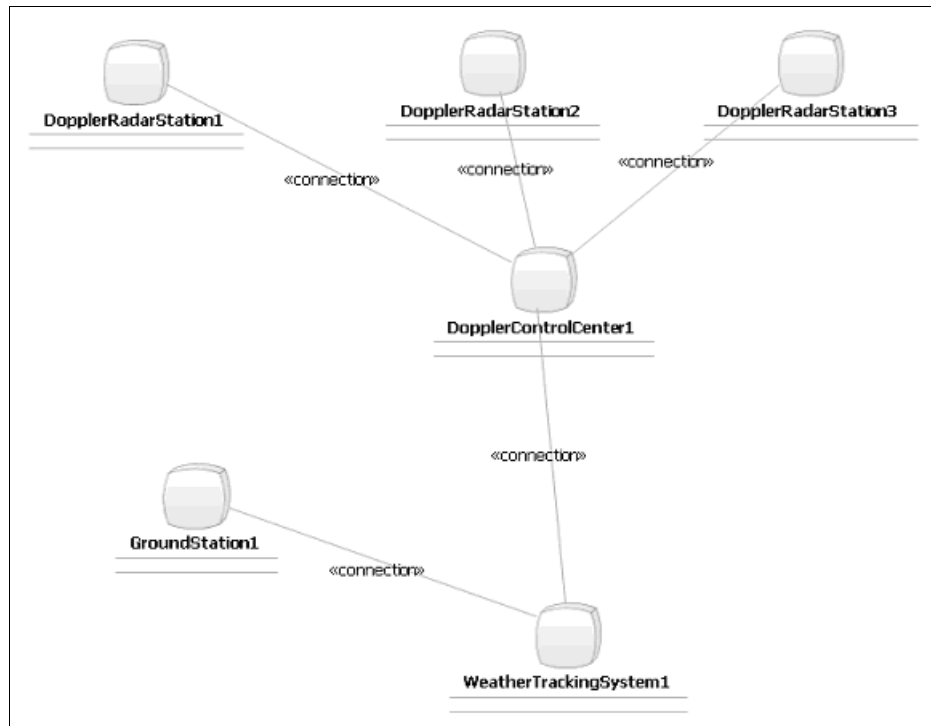 DopplerRadarStation1
DopplerRadarStation2
DopplerRadarStation3
«connection»
«connection»
«connection»
DopplerControlCenter1
«connection»
GroundStation1
«connection»
WeatherTrackingSystem1